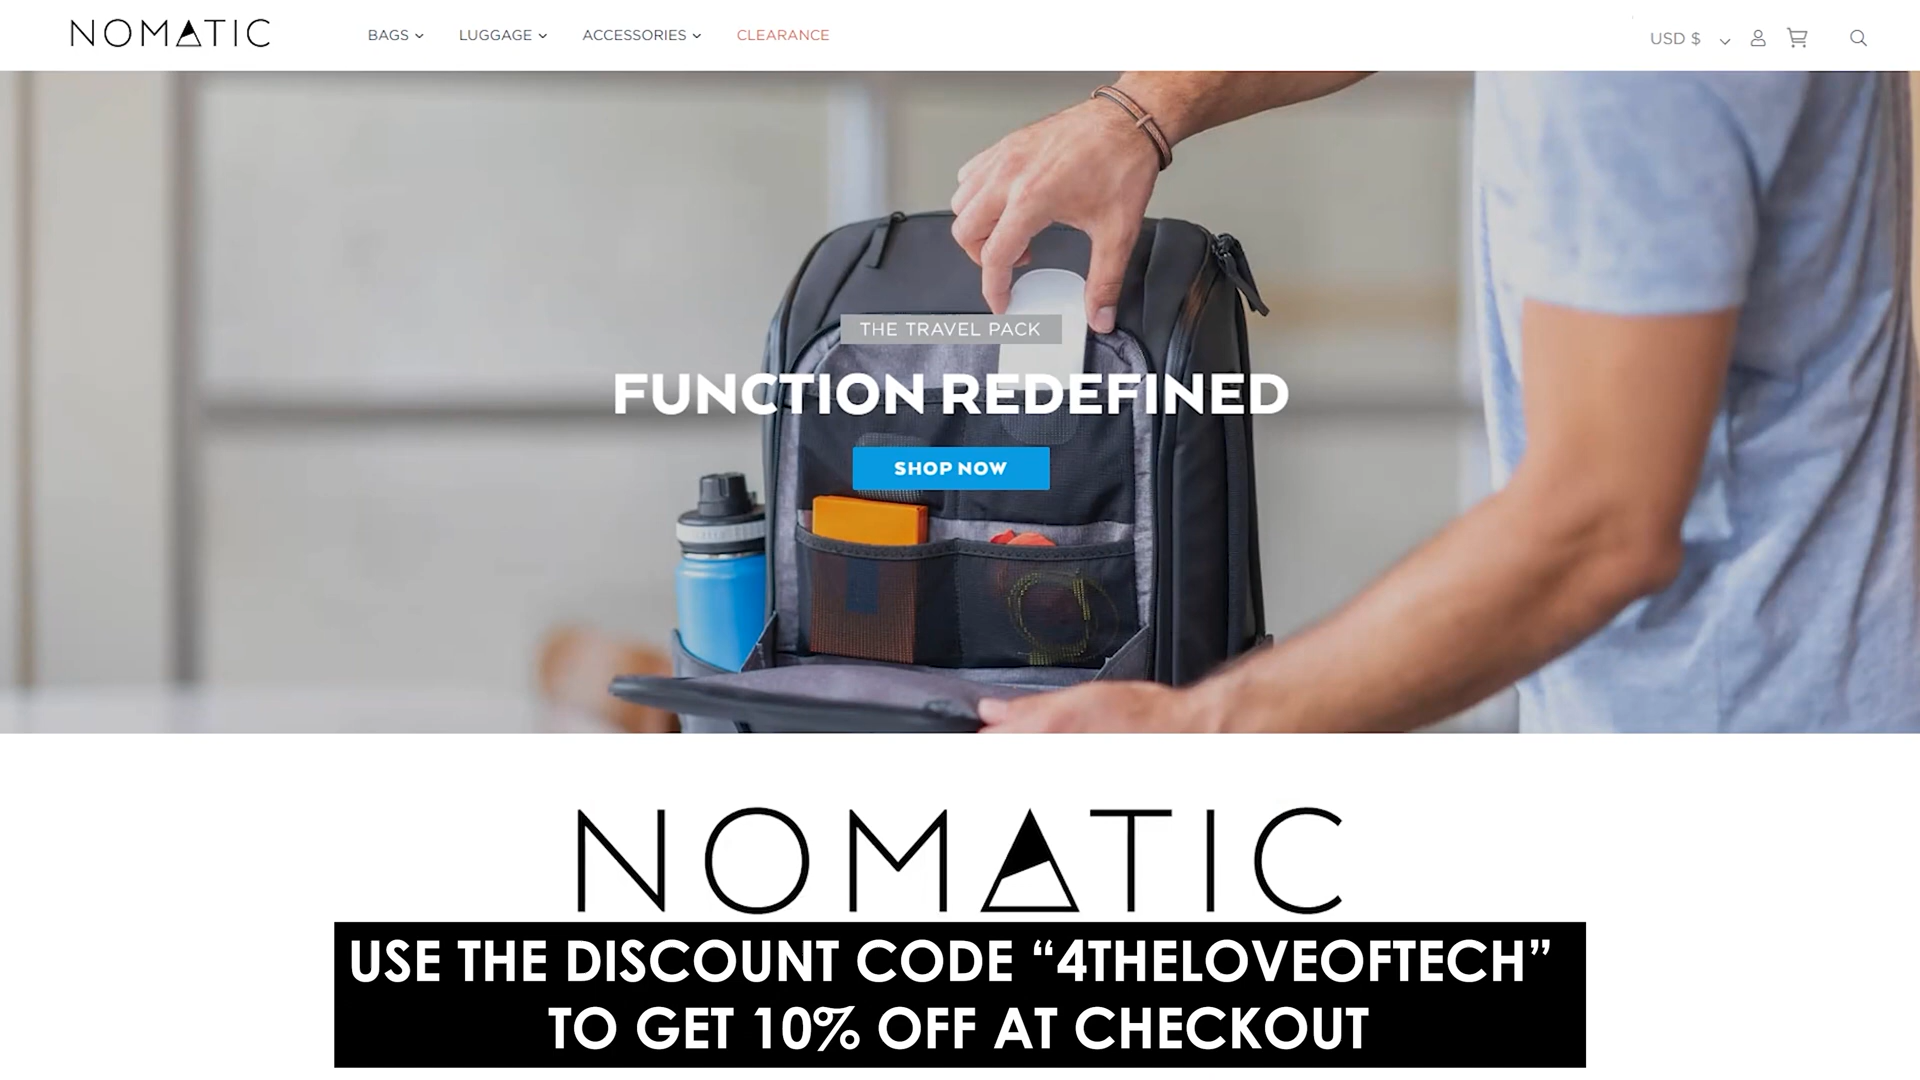 NOMATIC
BAGS
LUGGAGE
ACCESSORIES
CLEARANCE
USD $
THE TRAVEL PACK
FUNCTION REDEFINED
SHOP NOW
NOMATIC
USE THE DISCOUNT CODE “4THELOVEOFTECH”
TO GET 10% OFF AT CHECKOUT